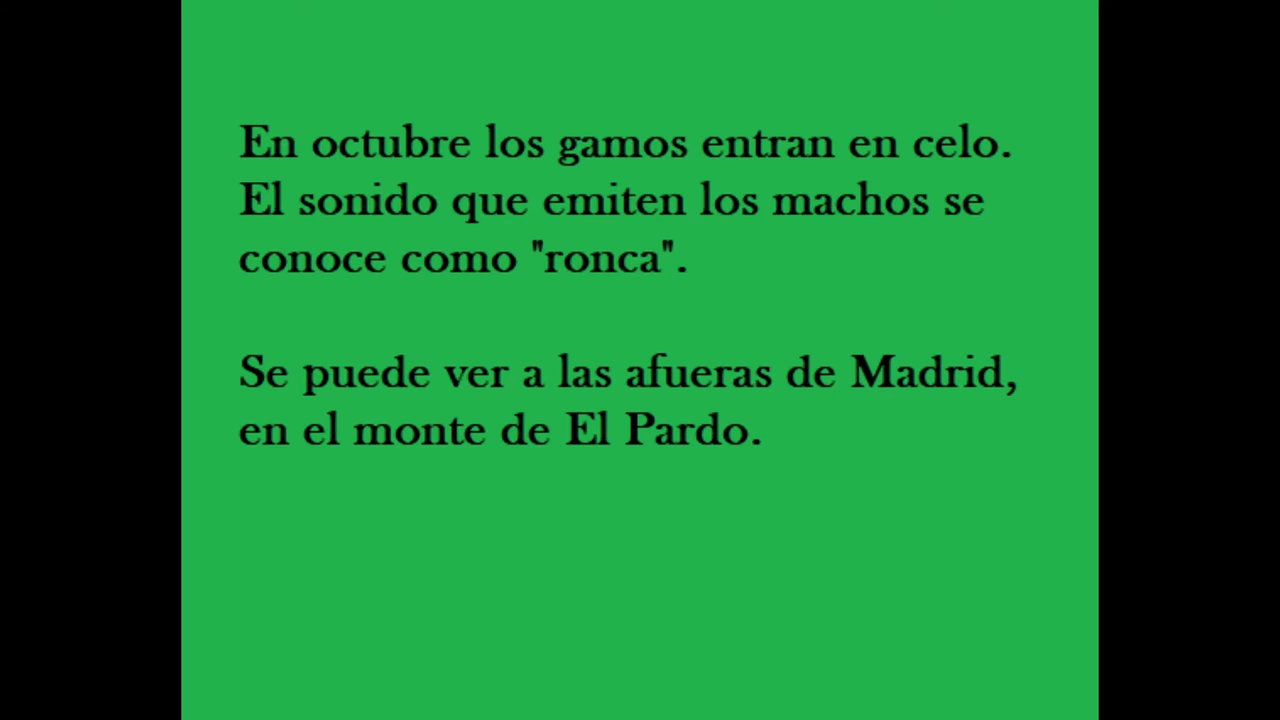 En octubre los gamos entran en celo.
El sonido que emiten los machos se
conoce como "ronca".
Se puede ver a las afueras de Madrid,
en el monte de El Pardo.